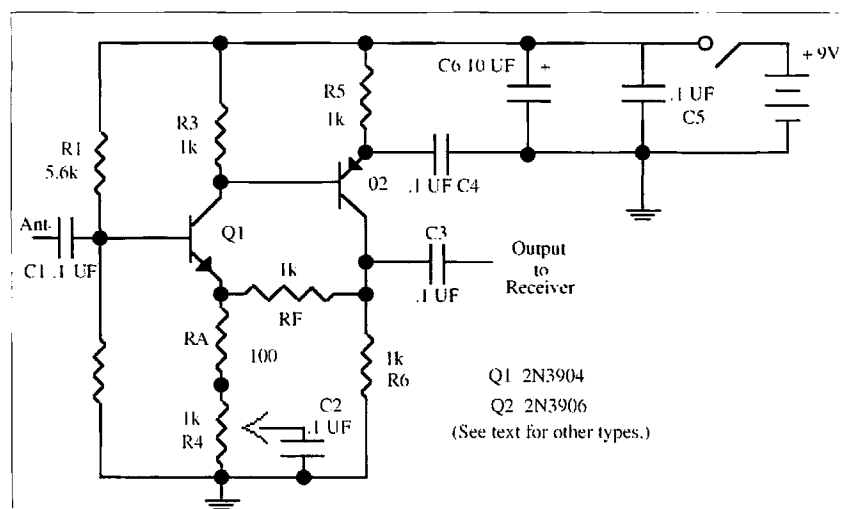 C6 10 UF
+
+ 9V
R5
1k
.1 UF
C5
R3
1k
R1
5.6k
02
.1 UF C4
Ant.
Q1
C1 .1 UF
C3
.1 UF
Output
to
Receiver
1k
RF
RA
100
1k
R6
Q1 2N3904
Q2 2N3906
(See text for other types.)
1k
R4
C2
.1 UF